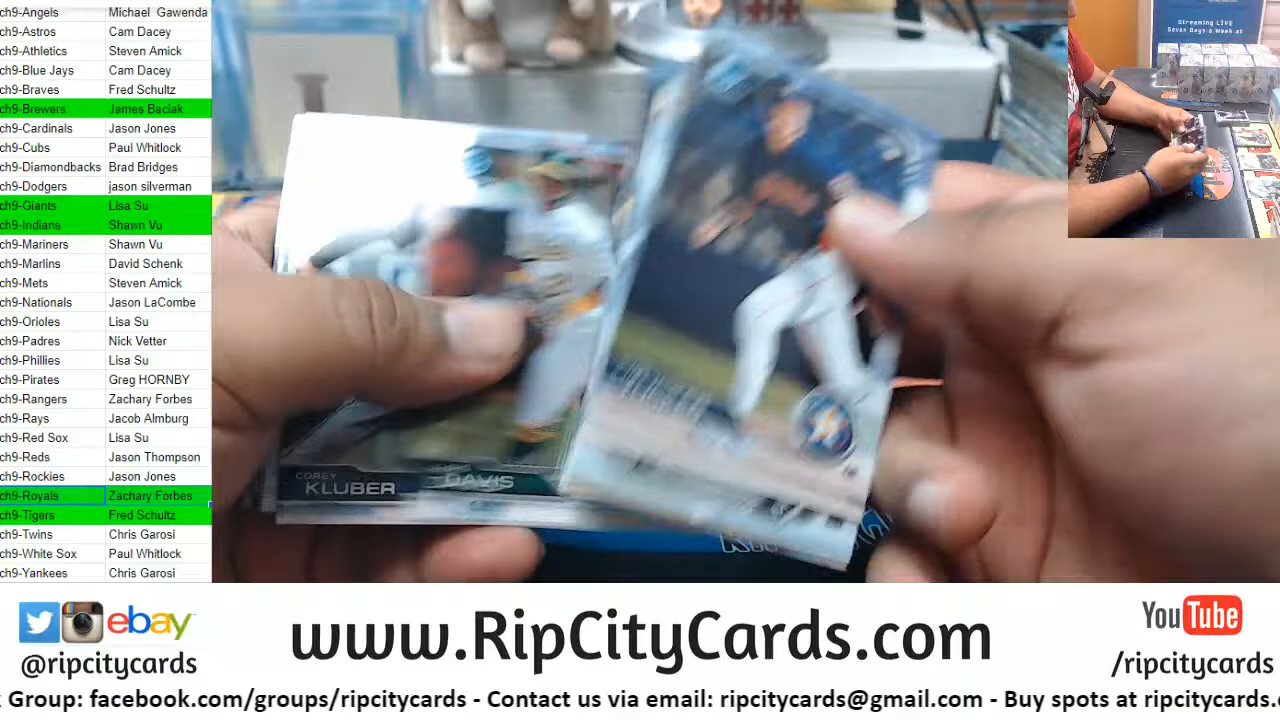 ch9-Angels Michael Gawenda
ch9-Astros Cam Dacey
ch9-Athletics Steven Amick
ch9-Blue Jays Cam Dacey
ch9-Braves Fred Schultz
ch9-Brewers James Baciak
ch9-Cardinals Jason Jones
ch9-Cubs Paul Whitlock
ch9-Diamondbacks Brad Bridges
ch9-Dodgers jason silverman
ch9-Giants Lisa Su
ch9-Indians Shawn Vu
ch9-Mariners Shawn Vu
ch9-Marlins David Schenk
ch9-Mets Steven Amick
ch9-Nationals Jason LaCombe
ch9-Orioles Lisa Su
ch9-Padres Nick Vetter
ch9-Phillies Lisa Su
ch9-Pirates Greg HORNBY
ch9-Rangers Zachary Forbes
ch9-Rays Jacob Almburg
ch9-Red Sox Lisa Su
ch9-Reds Jason Thompson
ch9-Rockies Jason Jones
ch9-Royals Zachary Forbes
ch9-Tigers Fred Schultz
ch9-Twins Chris Garosi
ch9-White Sox Paul Whitlock
ch9-Yankees Chris Garosi
Streaming LIVE
Seven Days a Week at
COREY
KLUBER
DAVIS
ebay
@ripcitycards
www.RipCityCards.com
YouTube
/ripcitycards
Group: facebook.com/groups/ripcitycards - Contact us via email: ripcitycards@gmail.com - Buy spots at ripcitycards.